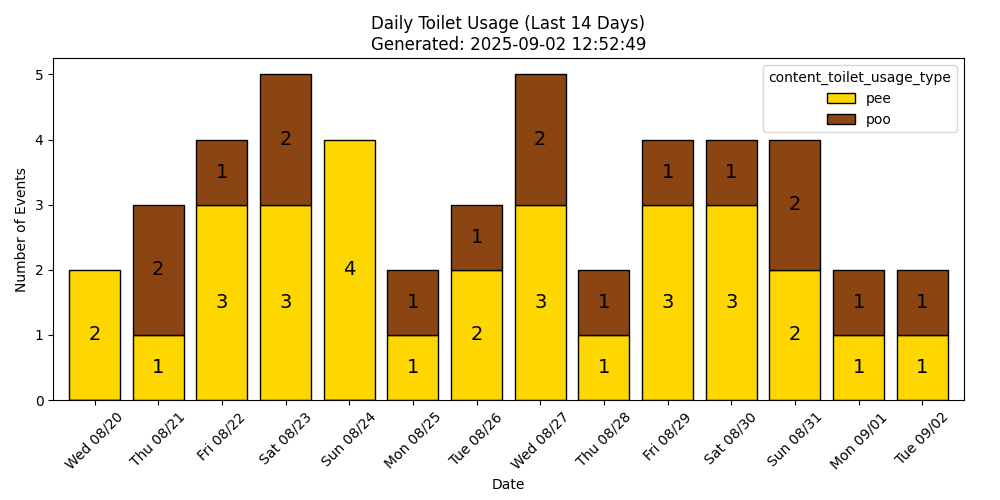 Daily Toilet Usage (Last 14 Days)
Generated: 2025-09-02 12:52:49
content_toilet_usage_type
pee
poo
Number of Events
5
4
3
2
1
0
2
2
1
1
3
2
3
4
1
1
1
2
2
3
1
1
1
3
1
3
2
2
1
1
1
1
Wed 08/20
Thu 08/21
Fri 08/22
Sat 08/23
Sun 08/24
Mon 08/25
Tue 08/26
Wed 08/27
Thu 08/28
Fri 08/29
Sat 08/30
Sun 08/31
Mon 09/01
Tue 09/02
Date